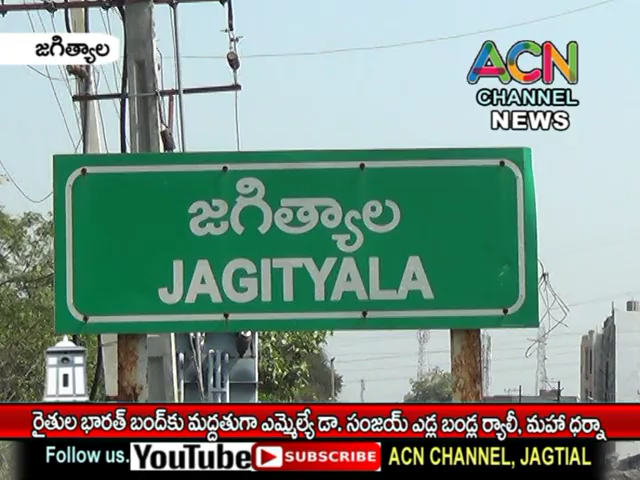 జగిత్యాల
ACN
CHANNEL
NEWS
జగిత్యాల
JAGITYALA
రైతుల భారత్ బంద్‌కు మద్దతుగా ఎమ్మెల్యే డా. సంజయ్ ఎడ్ల బండ్ల ర్యాలీ, మహా ధర్నా
Follow us. YouTube SUBSCRIBE ACN CHANNEL, JAGTIAL